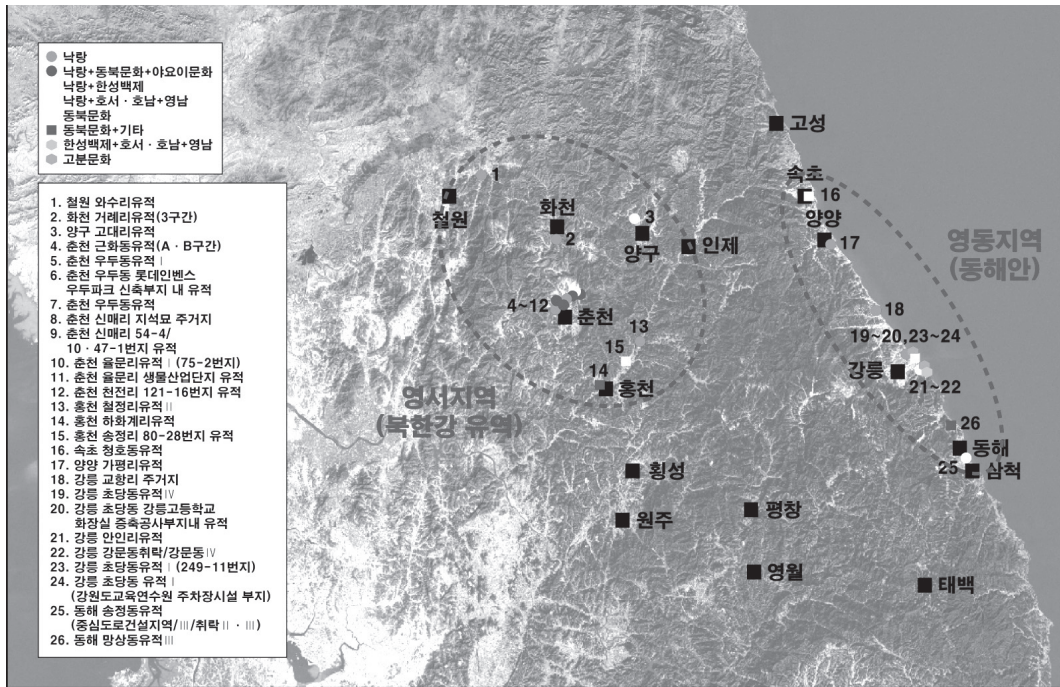 낙랑
낙랑+동북문화+야요이문화
낙랑+한성백제
낙랑+호서·호남+영남
동북문화
동북문화+기타
한성백제+호서·호남+영남
고분문화
1. 철원 와수리유적
2. 화천 거례리유적(3구간)
3. 양구 고대리유적
4. 춘천 근화동유적(A·B구간)
5. 춘천 우두동유적Ⅰ
6. 춘천 우두동 롯데인벤스
우두파크 신축부지 내 유적
7. 춘천 우두동유적
8. 춘천 신매리 지석묘 주거지
9. 춘천 신매리 54-4/
10·47-1번지 유적
10. 춘천 율문리유적Ⅰ(75-2번지)
11. 춘천 율문리 생물산업단지 유적
12. 춘천 천전리 121-16번지 유적
13. 홍천 철정리유적Ⅱ
14. 홍천 하화계리유적
15. 홍천 송정리 80-28번지 유적
16. 속초 청호동유적
17. 양양 가평리유적
18. 강릉 교항리 주거지
19. 강릉 초당동유적Ⅳ
20. 강릉 초당동 강릉고등학교
화장실 증축공사부지내 유적
21. 강릉 안인리유적
22. 강릉 강문동취락/강문동Ⅳ
23. 강릉 초당동유적Ⅰ(249-11번지)
24. 강릉 초당동 유적Ⅰ
(강원도교육연수원 주차장시설 부지)
25. 동해 송정동유적
(중심도로건설지역/Ⅲ/취락Ⅱ·Ⅲ)
26. 동해 망상동유적Ⅲ
고성
속초
16
양양
17
영동지역
(동해안)
1
철원
화천
2
3
양구
인제
4~12
춘천
13
15
14
홍천
영서지역
(북한강 유역)
18
19~20,23~24
강릉
21~22
26
동해
25
삼척
횡성
원주
평창
영월
태백